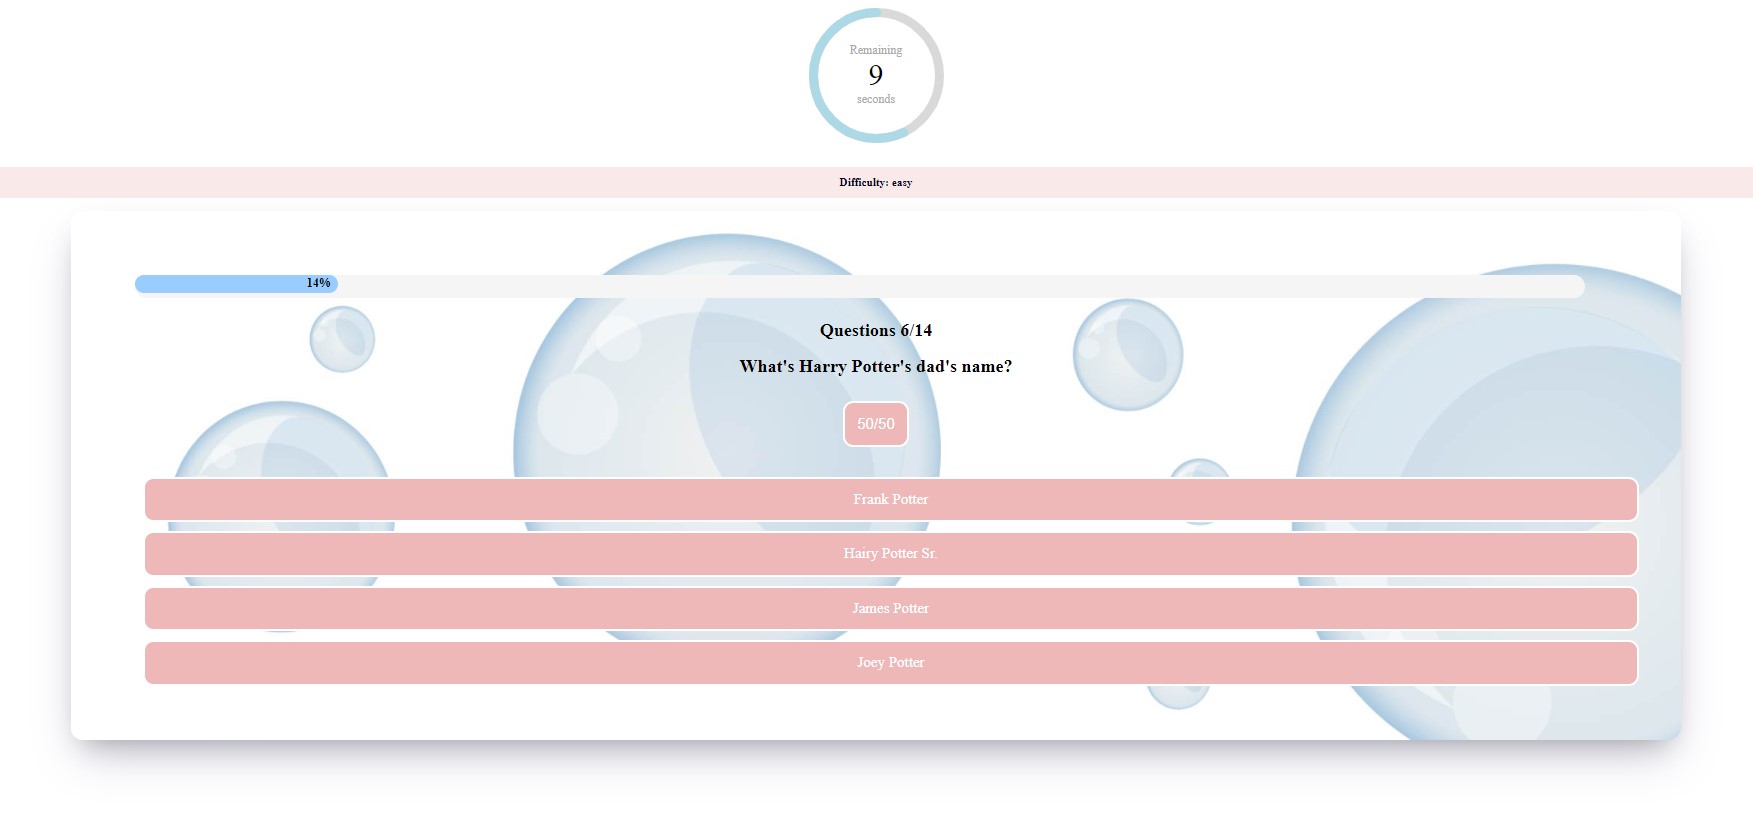 Remaining
9
seconds
Difficulty: easy
14%
Questions 6/14
What's Harry Potter's dad's name?
50/50
Frank Potter
Hairy Potter Sr.
James Potter
Joey Potter